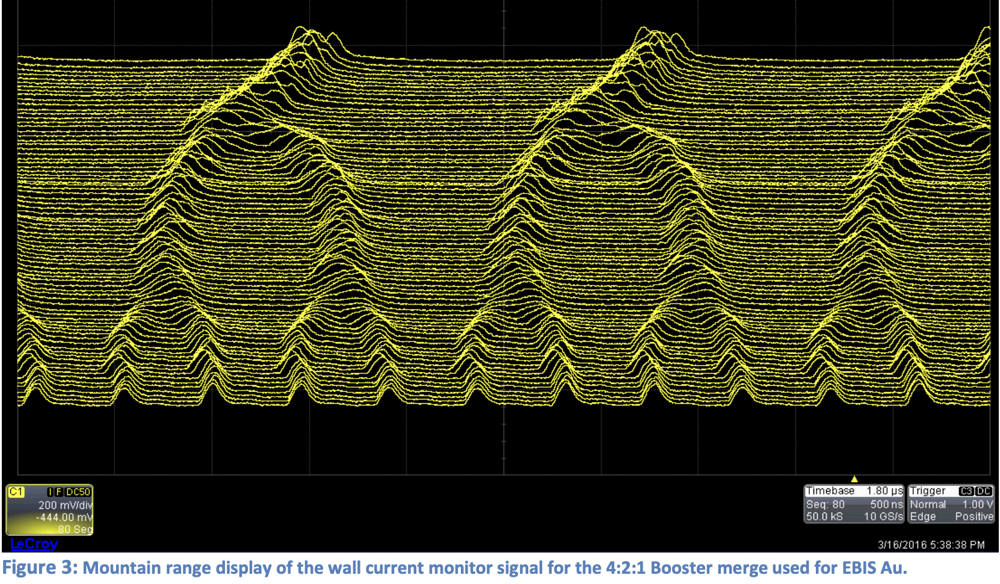 C1 I F DC50
200 mV/div
-444.00 mV
80 Seg
LeCroy
Timebase 1.80 µs
Seq: 80 500 ns
50.0 kS 10 GS/s
Trigger C3 DC
Normal 1.00 V
Edge Positive
3/16/2016 5:38:38 PM
Figure 3: Mountain range display of the wall current monitor signal for the 4:2:1 Booster merge used for EBIS Au.